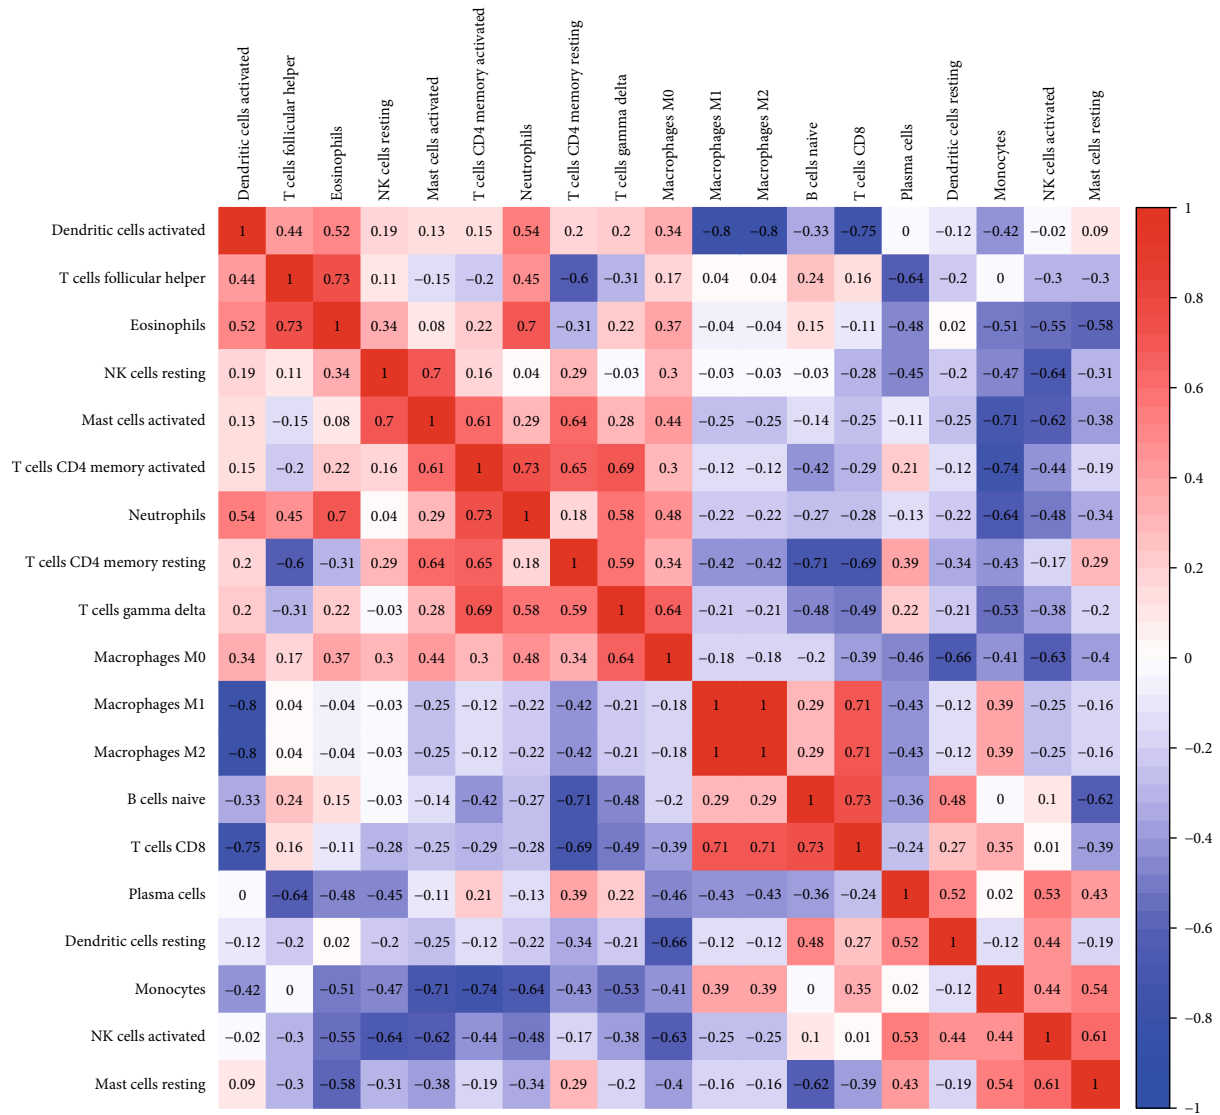 Dendritic cells activated
T cells follicular helper
Eosinophils
NK cells resting
Mast cells activated
T cells CD4 memory activated
Neutrophils
T cells CD4 memory resting
T cells gamma delta
Macrophages M0
Macrophages M1
Macrophages M2
B cells naive
T cells CD8
Plasma cells
Dendritic cells resting
Monocytes
NK cells activated
Mast cells resting
Dendritic cells activated 1 0.44 0.52 0.19 0.13 0.15 0.54 0.2 0.2 0.34 −0.8 −0.8 −0.33 −0.75 0 −0.12 −0.42 −0.02 0.09
T cells follicular helper 0.44 1 0.73 0.11 −0.15 −0.2 0.45 −0.6 −0.31 0.17 0.04 0.04 0.24 0.16 −0.64 −0.2 0 −0.3 −0.3
Eosinophils 0.52 0.73 1 0.34 0.08 0.22 0.7 −0.31 0.22 0.37 −0.04 −0.04 0.15 −0.11 −0.48 0.02 −0.51 −0.55 −0.58
NK cells resting 0.19 0.11 0.34 1 0.7 0.16 0.04 0.29 −0.03 0.3 −0.03 −0.03 −0.03 −0.28 −0.45 −0.2 −0.47 −0.64 −0.31
Mast cells activated 0.13 −0.15 0.08 0.7 1 0.61 0.29 0.64 0.28 0.44 −0.25 −0.25 −0.14 −0.25 −0.11 −0.25 −0.71 −0.62 −0.38
T cells CD4 memory activated 0.15 −0.2 0.22 0.16 0.61 1 0.73 0.65 0.69 0.3 −0.12 −0.12 −0.42 −0.29 0.21 −0.12 −0.74 −0.44 −0.19
Neutrophils 0.54 0.45 0.7 0.04 0.29 0.73 1 0.18 0.58 0.48 −0.22 −0.22 −0.27 −0.28 −0.13 −0.22 −0.64 −0.48 −0.34
T cells CD4 memory resting 0.2 −0.6 −0.31 0.29 0.64 0.65 0.18 1 0.59 0.34 −0.42 −0.42 −0.71 −0.69 0.39 −0.34 −0.43 −0.17 0.29
T cells gamma delta 0.2 −0.31 0.22 −0.03 0.28 0.69 0.58 0.59 1 0.64 −0.21 −0.21 −0.48 −0.49 0.22 −0.21 −0.53 −0.38 −0.2
Macrophages M0 0.34 0.17 0.37 0.3 0.44 0.3 0.48 0.34 0.64 1 −0.18 −0.18 −0.2 −0.39 −0.46 −0.66 −0.41 −0.63 −0.4
Macrophages M1 −0.8 0.04 −0.04 −0.03 −0.25 −0.12 −0.22 −0.42 −0.21 −0.18 1 1 0.29 0.71 −0.43 −0.12 0.39 −0.25 −0.16
Macrophages M2 −0.8 0.04 −0.04 −0.03 −0.25 −0.12 −0.22 −0.42 −0.21 −0.18 1 1 0.29 0.71 −0.43 −0.12 0.39 −0.25 −0.16
B cells naive −0.33 0.24 0.15 −0.03 −0.14 −0.42 −0.27 −0.71 −0.48 −0.2 0.29 0.29 1 0.73 −0.36 0.48 0 0.1 −0.62
T cells CD8 −0.75 0.16 −0.11 −0.28 −0.25 −0.29 −0.28 −0.69 −0.49 −0.39 0.71 0.71 0.73 1 −0.24 0.27 0.35 0.01 −0.39
Plasma cells 0 −0.64 −0.48 −0.45 −0.11 0.21 −0.13 0.39 0.22 −0.46 −0.43 −0.43 −0.36 −0.24 1 0.52 0.02 0.53 0.43
Dendritic cells resting −0.12 −0.2 0.02 −0.2 −0.25 −0.12 −0.22 −0.34 −0.21 −0.66 −0.12 −0.12 0.48 0.27 0.52 1 −0.12 0.44 −0.19
Monocytes −0.42 0 −0.51 −0.47 −0.71 −0.74 −0.64 −0.43 −0.53 −0.41 0.39 0.39 0 0.35 0.02 −0.12 1 0.44 0.54
NK cells activated −0.02 −0.3 −0.55 −0.64 −0.62 −0.44 −0.48 −0.17 −0.38 −0.63 −0.25 −0.25 0.1 0.01 0.53 0.44 0.44 1 0.61
Mast cells resting 0.09 −0.3 −0.58 −0.31 −0.38 −0.19 −0.34 0.29 −0.2 −0.4 −0.16 −0.16 −0.62 −0.39 0.43 −0.19 0.54 0.61 1
1
0.8
0.6
0.4
0.2
0
−0.2
−0.4
−0.6
−0.8
−1